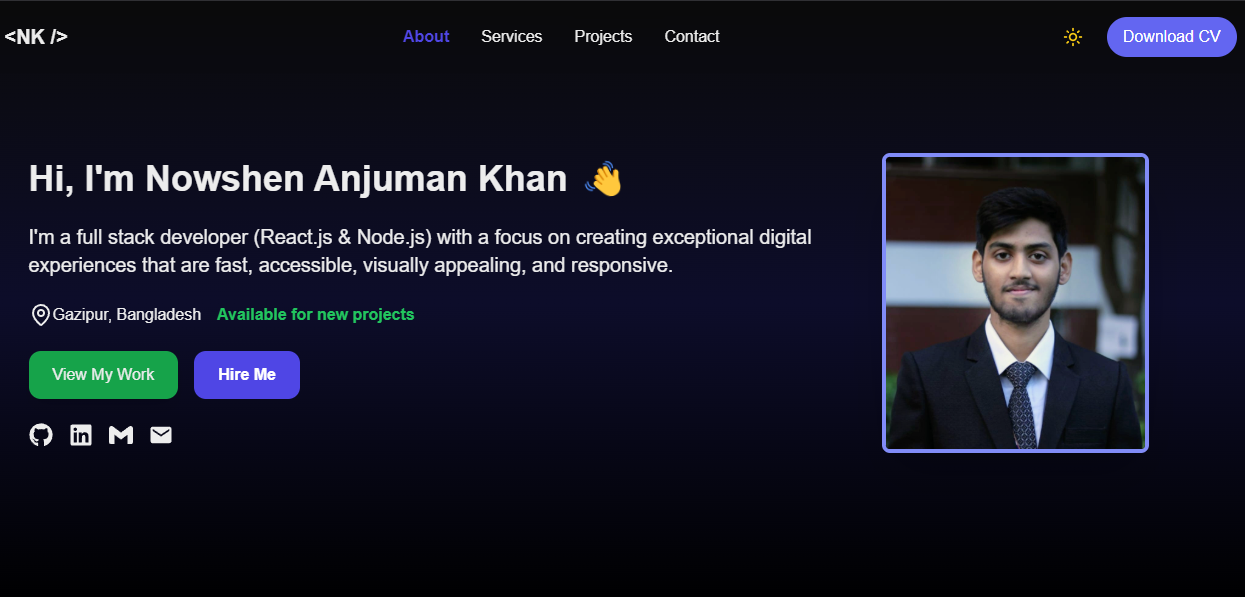 <NK />
About
Services
Projects
Contact
Download CV
Hi, I'm Nowshen Anjuman Khan 👋
I'm a full stack developer (React.js & Node.js) with a focus on creating exceptional digital
experiences that are fast, accessible, visually appealing, and responsive.
Gazipur, Bangladesh
Available for new projects
View My Work
Hire Me